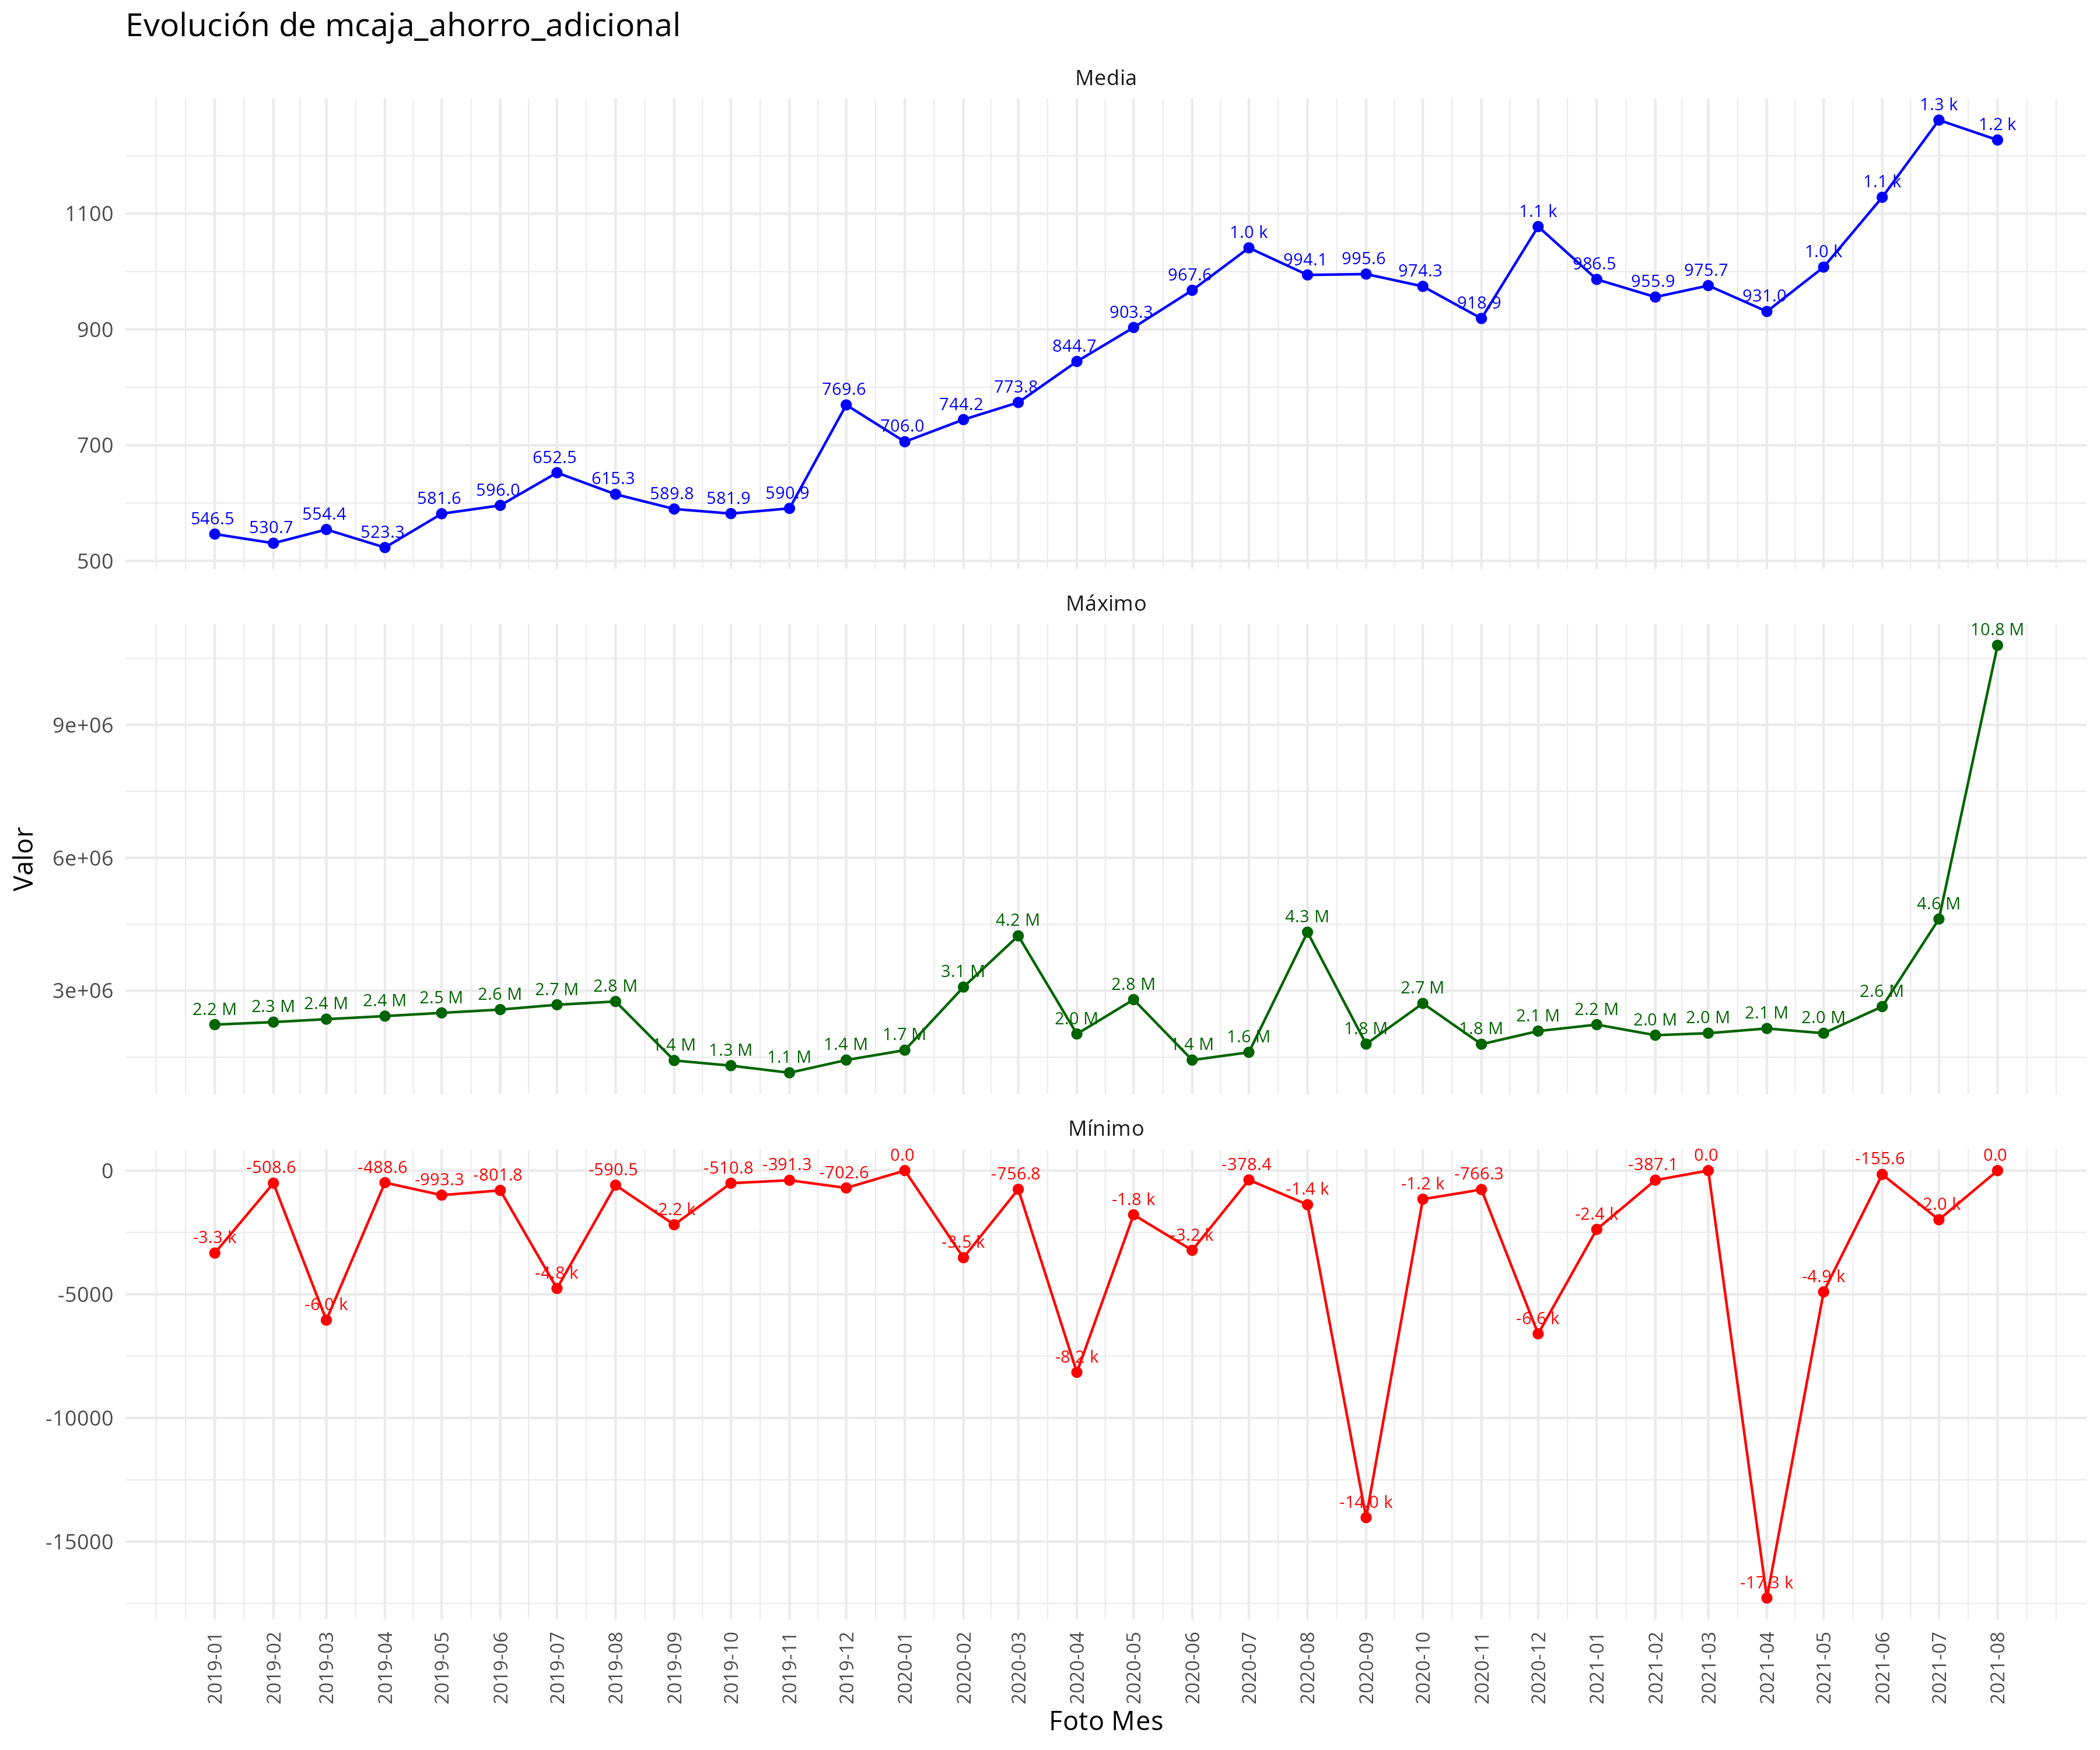 Evolución de mcaja_ahorro_adicional
Media
1100
900
700
500
546.5 530.7 554.4 523.3 581.6 596.0 652.5 615.3 589.8 581.9 590.9 769.6 706.0 744.2 773.8 844.7 903.3 967.6 1.0 k 994.1 995.6 974.3 918.9 1.1 k 986.5 955.9 975.7 931.0 1.0 k 1.1 k 1.3 k 1.2 k
Máximo
9e+06
6e+06
3e+06
2.2 M 2.3 M 2.4 M 2.4 M 2.5 M 2.6 M 2.7 M 2.8 M 1.4 M 1.3 M 1.1 M 1.4 M 1.7 M 3.1 M 4.2 M 2.0 M 2.8 M 1.4 M 1.6 M 4.3 M 1.8 M 2.7 M 1.8 M 2.1 M 2.2 M 2.0 M 2.0 M 2.1 M 2.0 M 2.6 M 4.6 M 10.8 M
Valor
Mínimo
0
-5000
-10000
-15000
-3.3 k -508.6 -6.0 k -488.6 -993.3 -801.8 -4.8 k -590.5 -2.2 k -510.8 -391.3 -702.6 0.0 -3.5 k -756.8 -8.2 k -1.8 k -3.2 k -378.4 -1.4 k -14.0 k -1.2 k -766.3 -6.6 k -2.4 k -387.1 0.0 -17.3 k -4.9 k -155.6 -2.0 k 0.0
2019-01 2019-02 2019-03 2019-04 2019-05 2019-06 2019-07 2019-08 2019-09 2019-10 2019-11 2019-12 2020-01 2020-02 2020-03 2020-04 2020-05 2020-06 2020-07 2020-08 2020-09 2020-10 2020-11 2020-12 2021-01 2021-02 2021-03 2021-04 2021-05 2021-06 2021-07 2021-08
Foto Mes